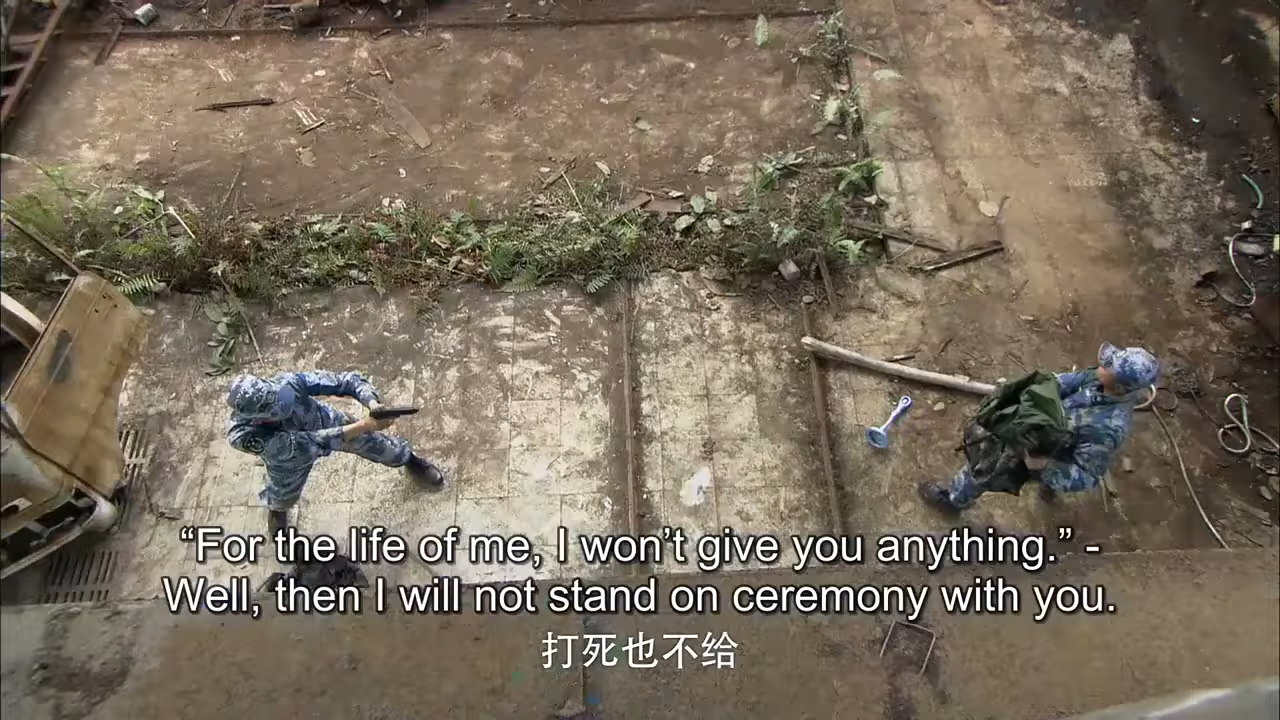 “For the life of me, I won’t give you anything.” -
Well, then I will not stand on ceremony with you.
打死也不给